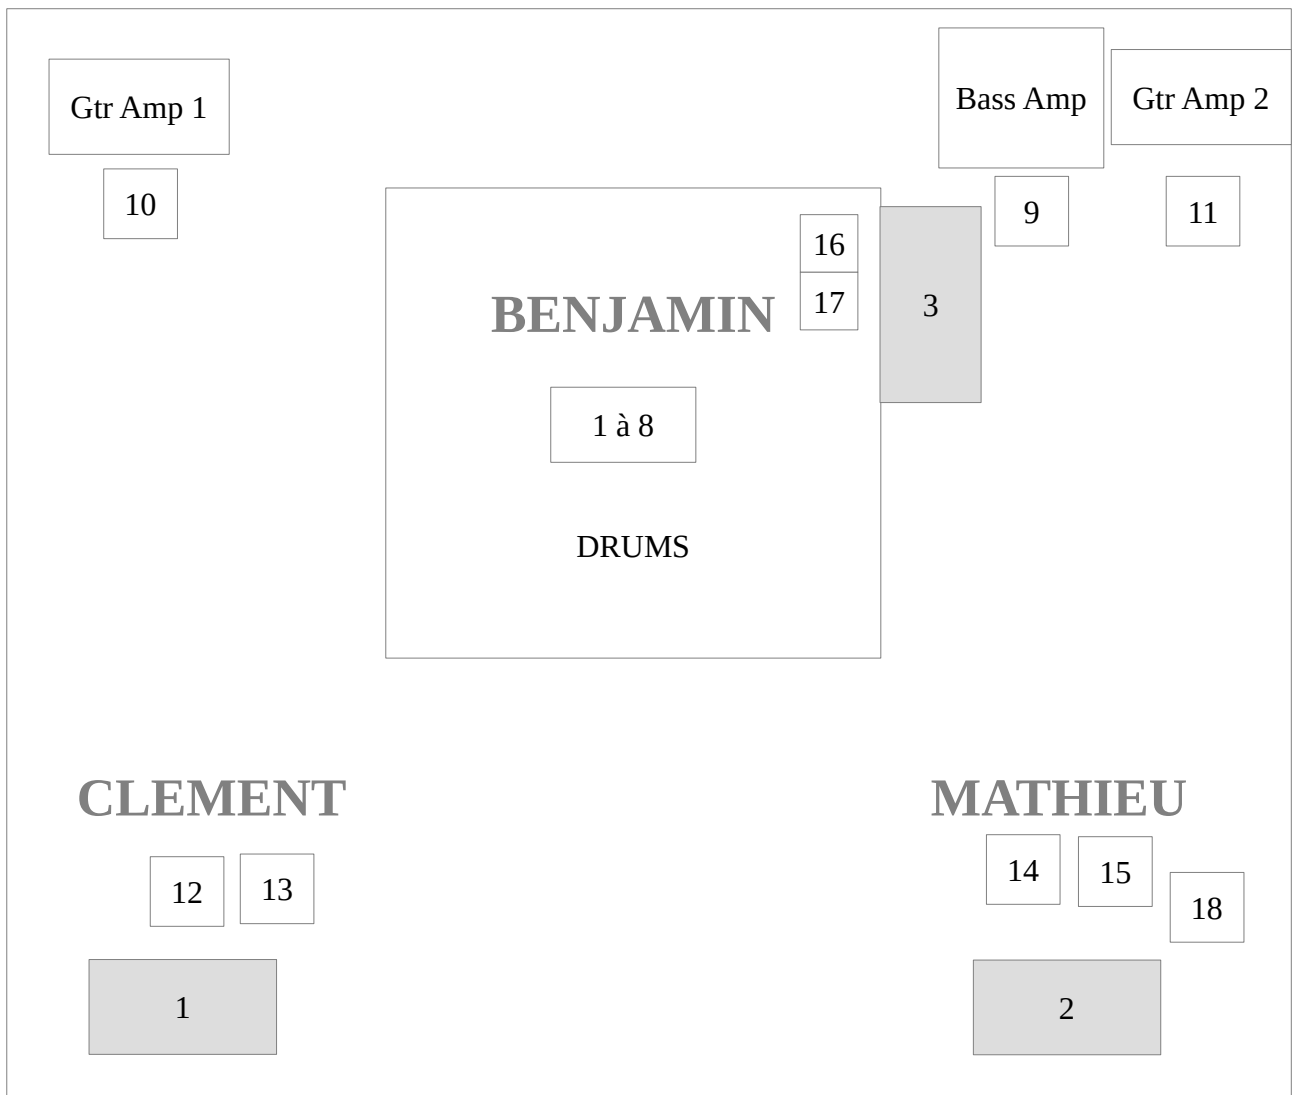 Gtr Amp 1
Bass Amp
Gtr Amp 2
10
9
11
16
17
3
BENJAMIN
1 à 8
DRUMS
CLEMENT
MATHIEU
12
13
14
15
18
1
2